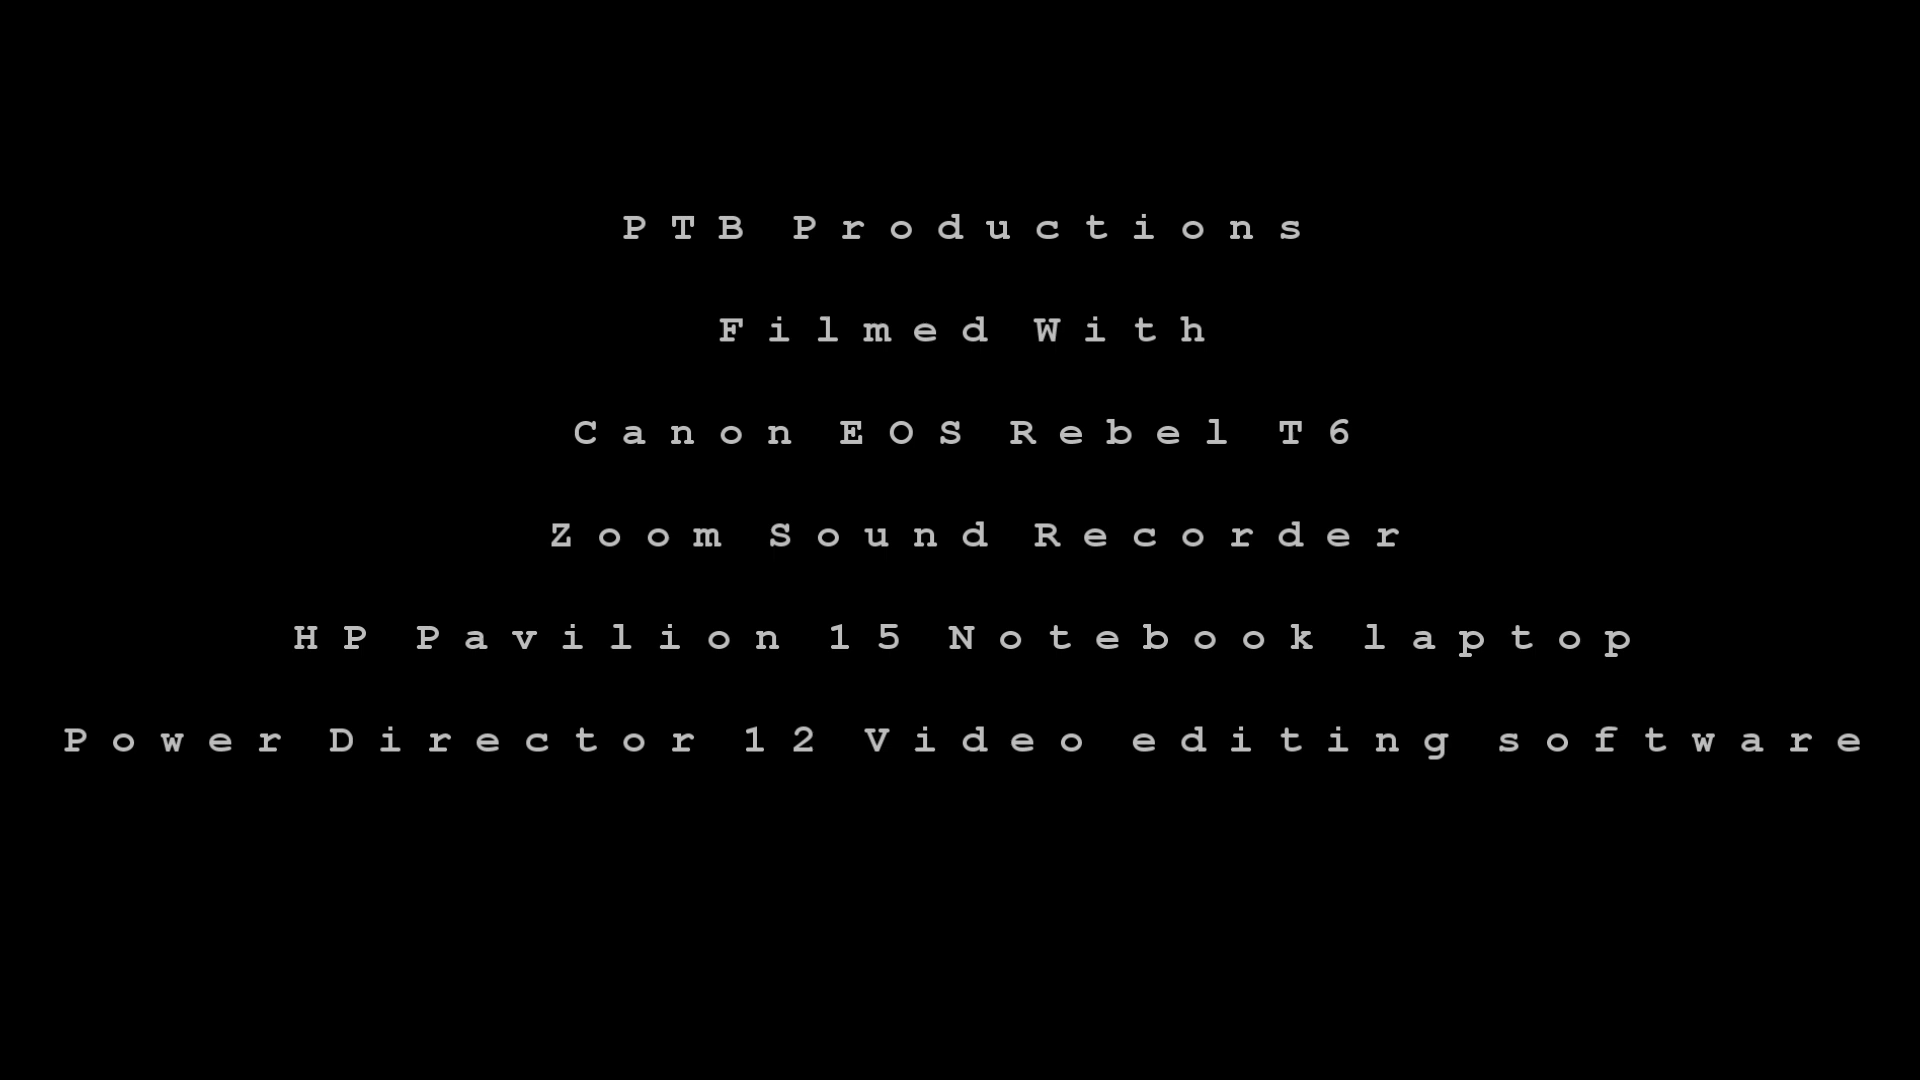 PTB Productions
Filmed With
Canon EOS Rebel T6
Zoom Sound Recorder
HP Pavilion 15 Notebook laptop
Power Director 12 Video editing software